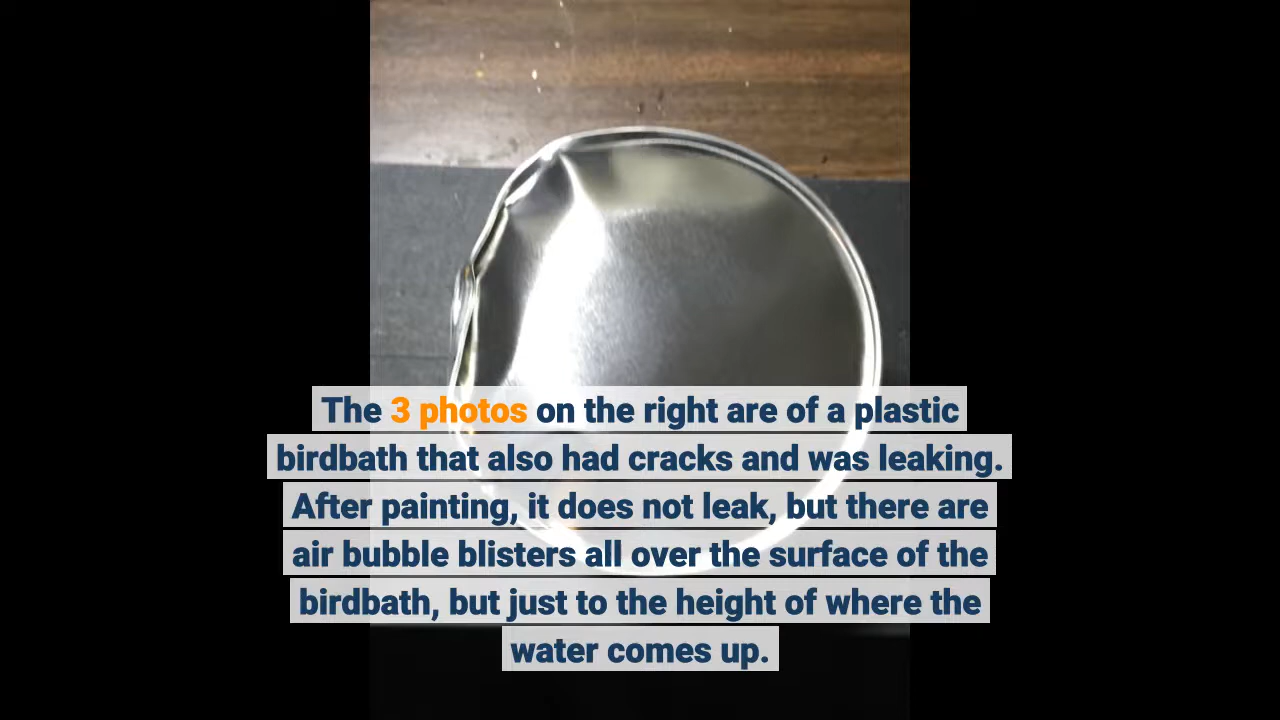 The 3 photos on the right are of a plastic
birdbath that also had cracks and was leaking.
After painting, it does not leak, but there are
air bubble blisters all over the surface of the
birdbath, but just to the height of where the
water comes up.